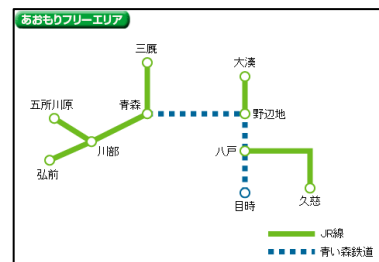 あおもりフリーエリア
三厩
大湊
五所川原
青森
野辺地
川部
八戸
弘前
目時
久慈
JR線
青い森鉄道